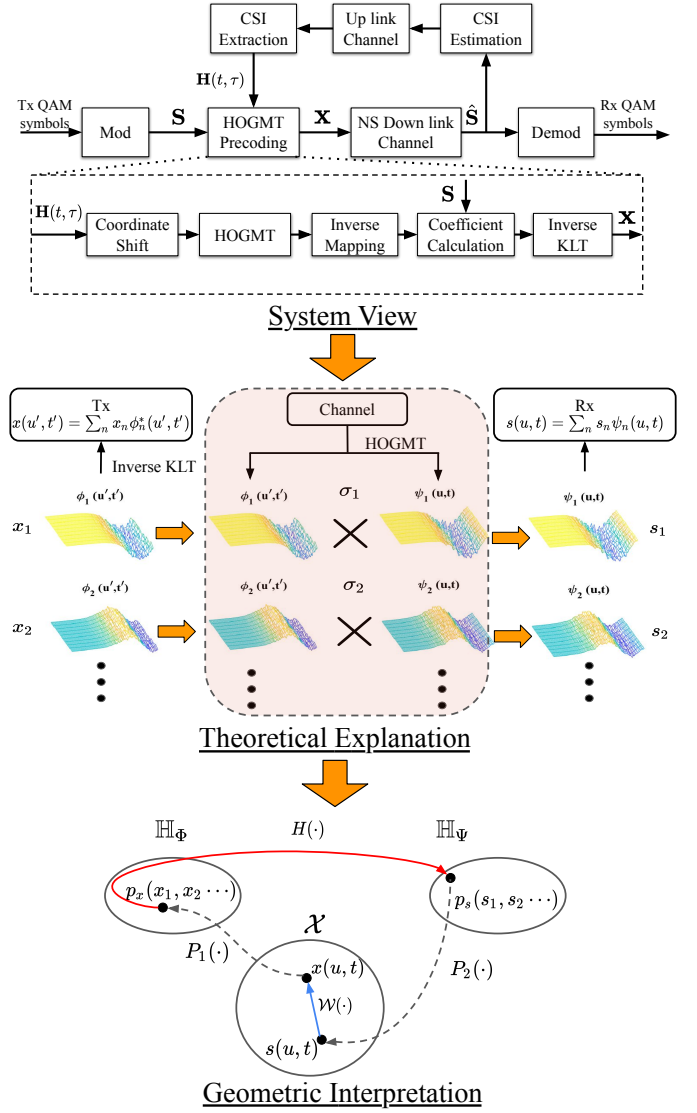 CSI
Extraction
Up link
Channel
CSI
Estimation
H(t, τ)
Tx QAM
symbols
Mod
S
HOGMT
Precoding
X
NS Down link
Channel
Ŝ
Demod
Rx QAM
symbols
H(t, τ)
Coordinate
Shift
HOGMT
Inverse
Mapping
S
Coefficient
Calculation
Inverse
KLT
X
System View
Tx
x(u′, t′) = ∑ₙ xₙϕₙ*(u′, t′)
Channel
Rx
s(u, t) = ∑ₙ sₙψₙ(u, t)
Inverse KLT
HOGMT
ϕ₁ (u′,t′)
ϕ₁ (u′,t′)
σ₁
ψ₁ (u,t)
ψ₁ (u,t)
x₁
s₁
ϕ₂ (u′,t′)
ϕ₂ (u′,t′)
σ₂
ψ₂ (u,t)
ψ₂ (u,t)
x₂
s₂
Theoretical Explanation
ℍ_Φ
H(·)
ℍ_Ψ
pₓ(x₁, x₂ ⋯)
pₛ(s₁, s₂ ⋯)
𝒳
P₁(·)
x(u, t)
P₂(·)
𝒲(·)
s(u, t)
Geometric Interpretation